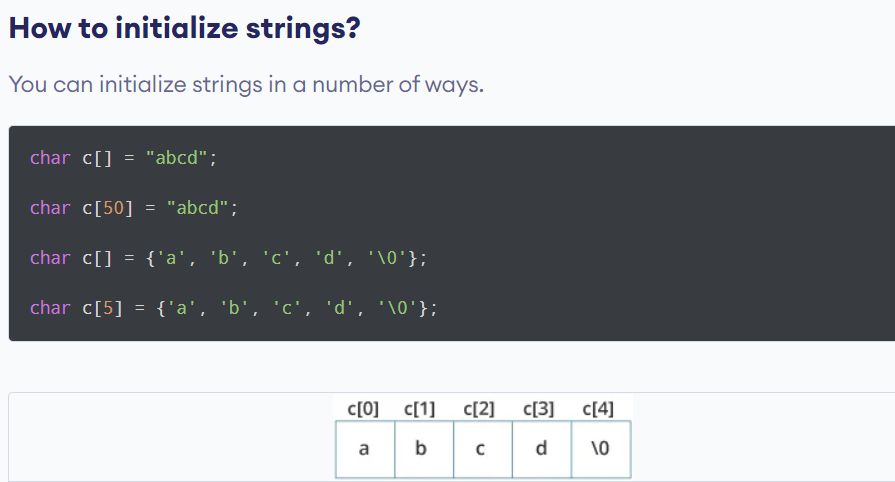 How to initialize strings?
You can initialize strings in a number of ways.
char c[] = "abcd";
char c[50] = "abcd";
char c[] = {'a', 'b', 'c', 'd', '\0'};
char c[5] = {'a', 'b', 'c', 'd', '\0'};
c[0] c[1] c[2] c[3] c[4]
a b c d \0